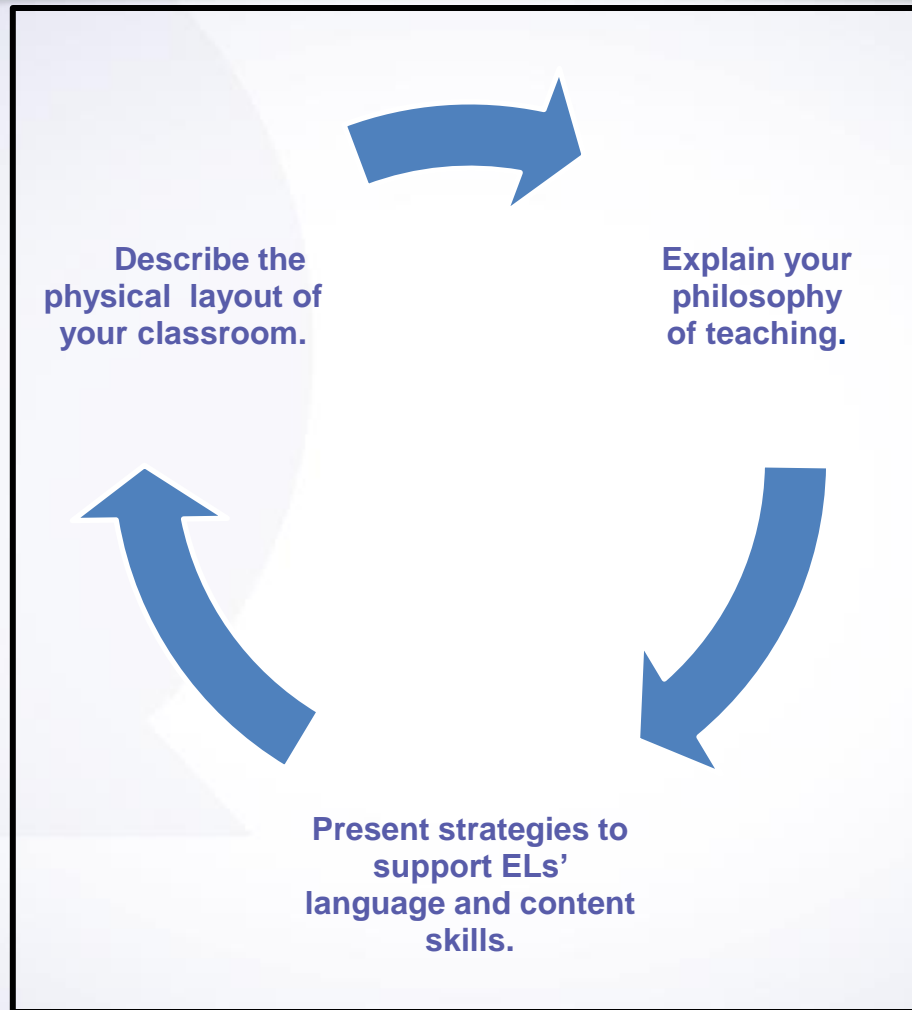 Describe the
physical  layout of
your classroom.
Explain your
philosophy
of teaching.
Present strategies to
support ELs’
language and content
skills.